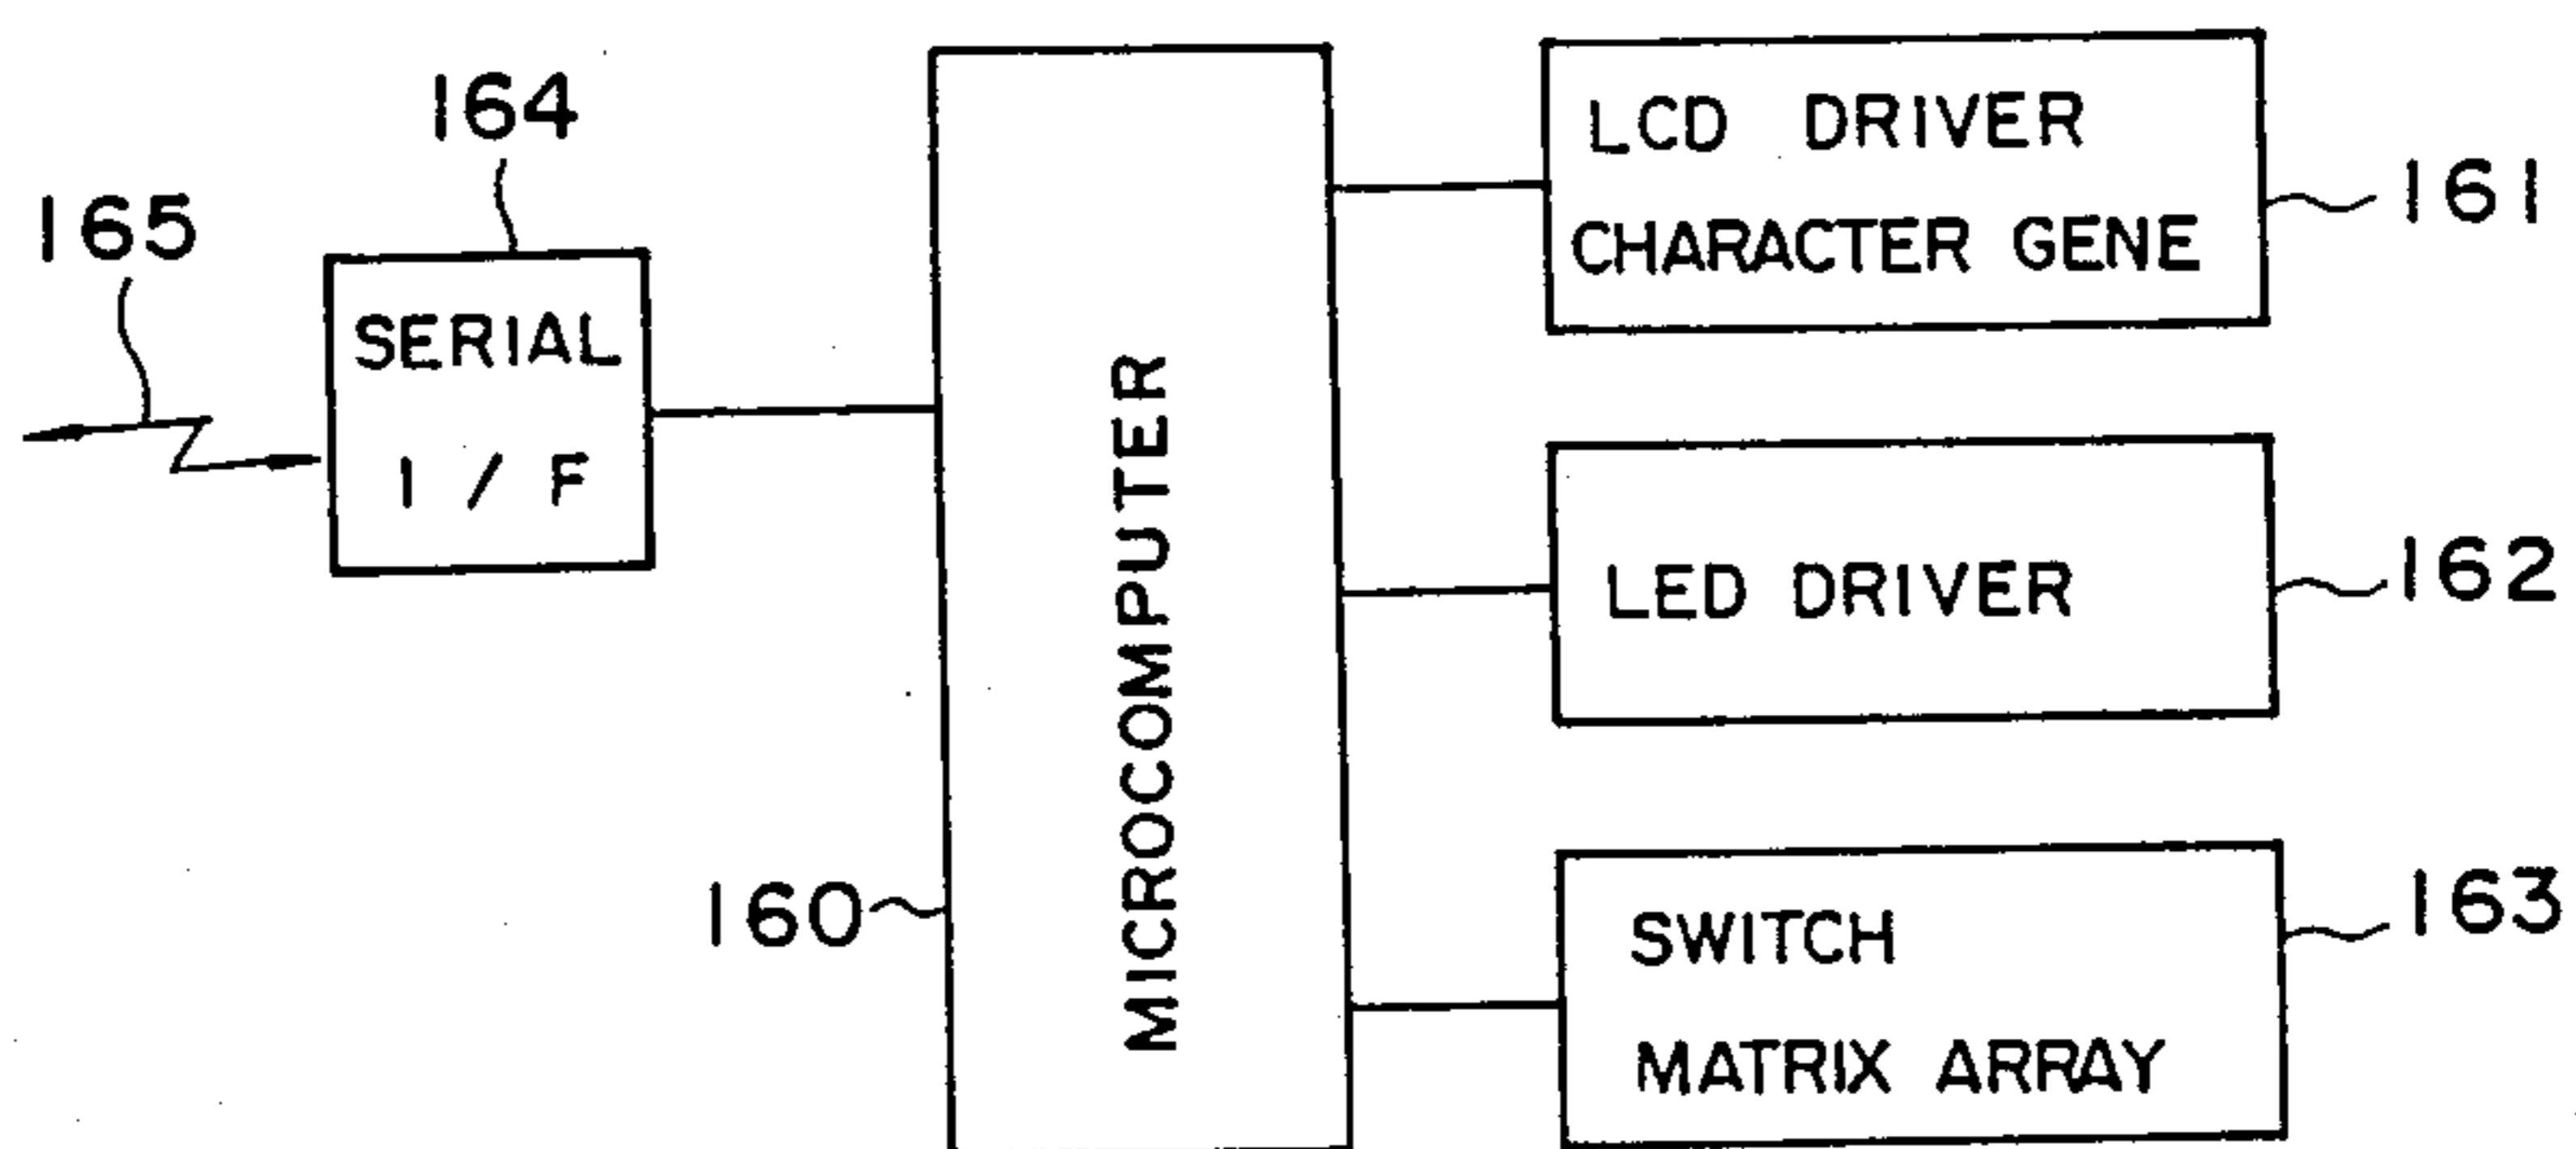 164
165
SERIAL
I / F
MICROCOMPUTER
160
LCD DRIVER
CHARACTER GENE
161
LED DRIVER
162
SWITCH
MATRIX ARRAY
163